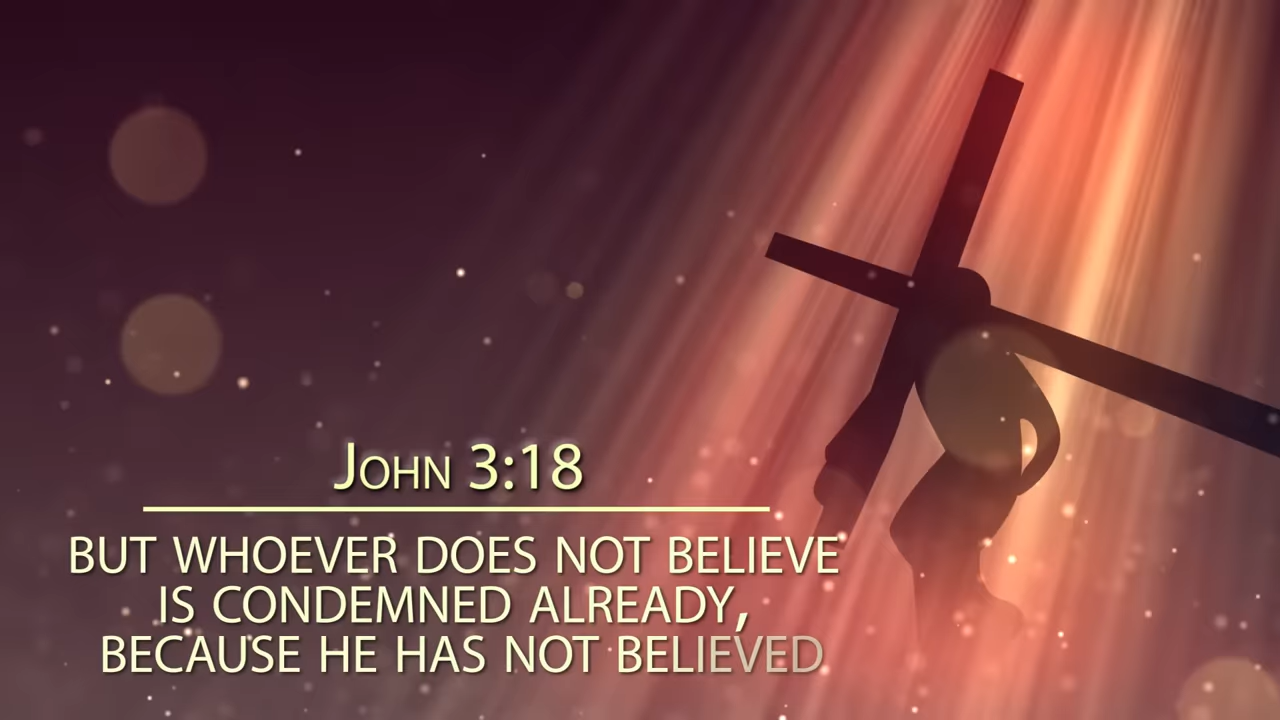 John 3:18
BUT WHOEVER DOES NOT BELIEVE
IS CONDEMNED ALREADY,
BECAUSE HE HAS NOT BELIEVED